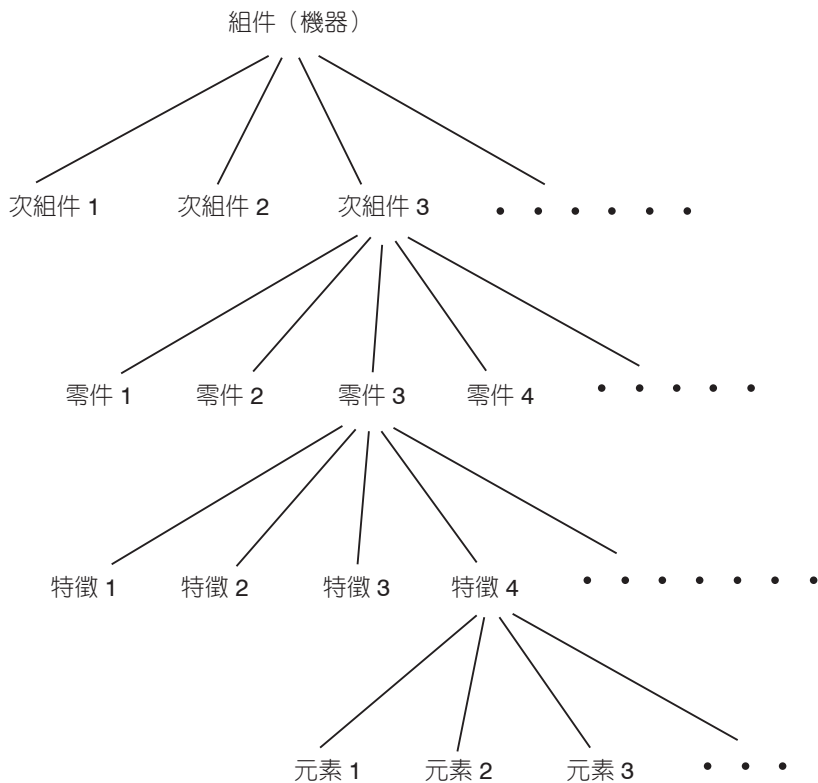 組件（機器）
次組件 1 次組件 2 次組件 3 • • • • • •
零件 1 零件 2 零件 3 零件 4 • • • • •
特徵 1 特徵 2 特徵 3 特徵 4 • • • • • • •
元素 1 元素 2 元素 3 • • •